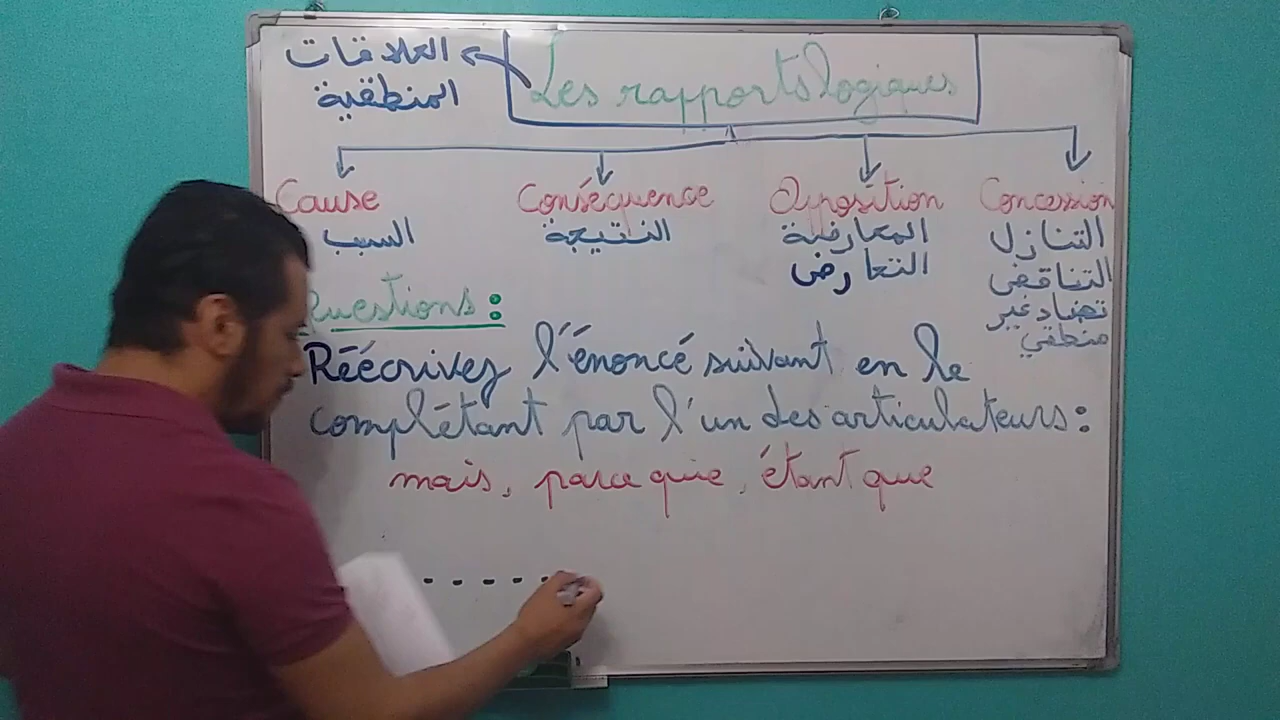 Les rapports logiques
العلاقات
المنطقية
Cause
السبب
Conséquence
النتيجة
Opposition
المعارضة
التعارض
Concession
التنازل
التناقض
تضاد غير
منطقي
Questions :
Réécrivez l'énoncé suivant en le
complétant par l'un des articulateurs :
mais, parce que, étant que
.....